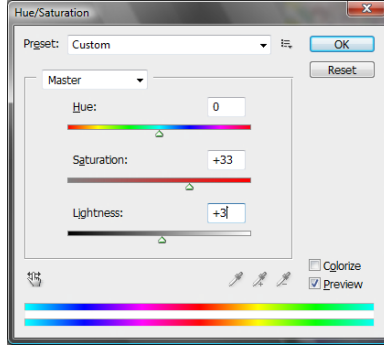 Hue/Saturation
X
Preset: Custom
OK
Reset
Master
Hue: 0
Saturation: +33
Lightness: +3
Colorize
Preview